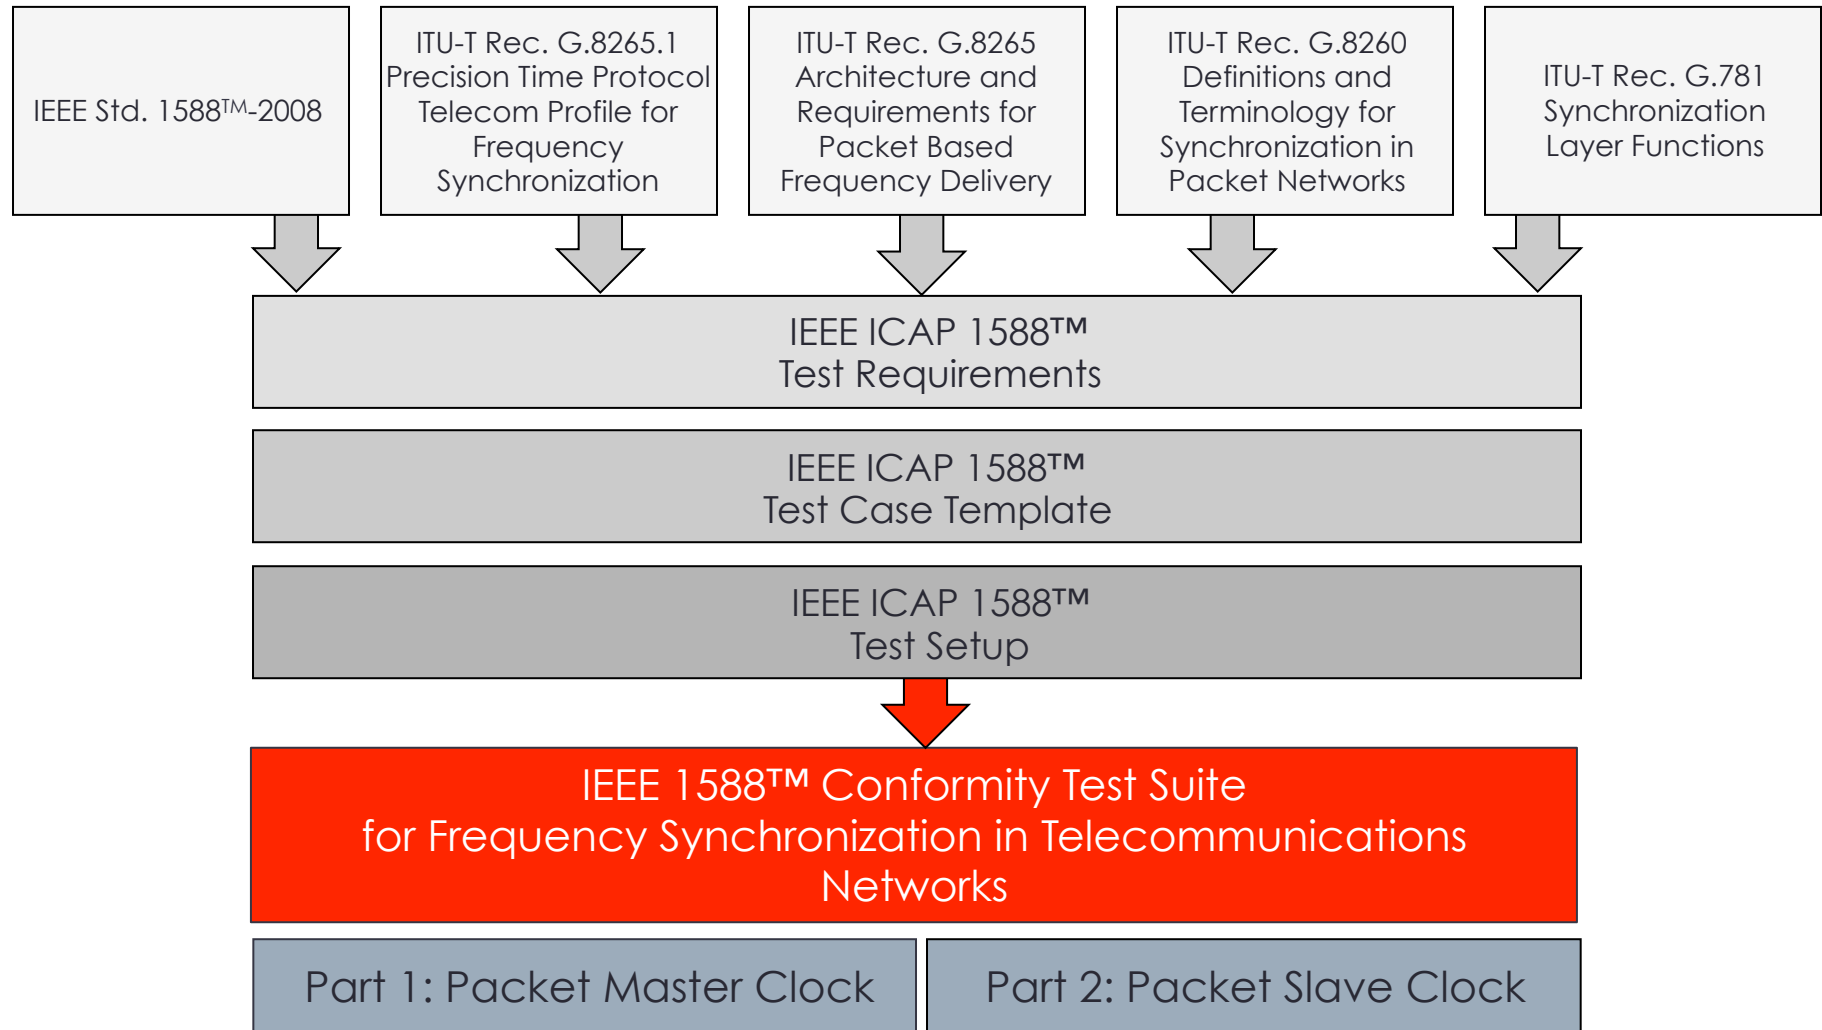 IEEE Std. 1588™-2008
ITU-T Rec. G.8265.1
Precision Time Protocol
Telecom Profile for
Frequency
Synchronization
ITU-T Rec. G.8265
Architecture and
Requirements for
Packet Based
Frequency Delivery
ITU-T Rec. G.8260
Definitions and
Terminology for
Synchronization in
Packet Networks
ITU-T Rec. G.781
Synchronization
Layer Functions
IEEE ICAP 1588™
Test Requirements
IEEE ICAP 1588™
Test Case Template
IEEE ICAP 1588™
Test Setup
IEEE 1588™ Conformity Test Suite
for Frequency Synchronization in Telecommunications
Networks
Part 1: Packet Master Clock
Part 2: Packet Slave Clock